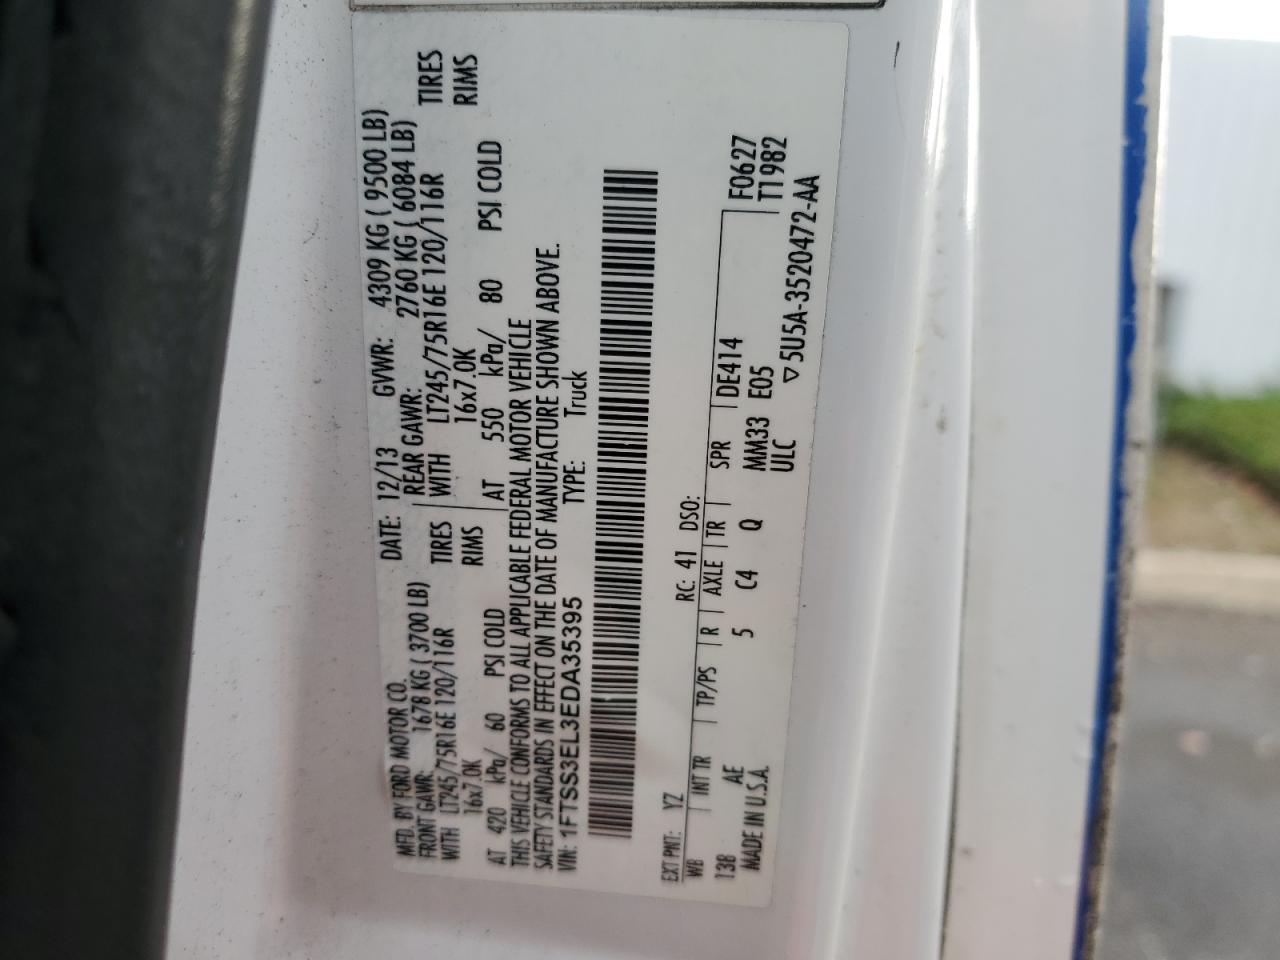 MFD. BY FORD MOTOR CO. DATE: 12/13 GVWR: 4309 KG ( 9500 LB)
FRONT GAWR: 1678 KG ( 3700 LB) REAR GAWR: 2760 KG ( 6084 LB)
WITH LT245/75R16E 120/116R TIRES WITH LT245/75R16E 120/116R TIRES
16x7.0K RIMS 16x7.0K RIMS
AT 420 kPa/ 60 PSI COLD AT 550 kPa/ 80 PSI COLD
THIS VEHICLE CONFORMS TO ALL APPLICABLE FEDERAL MOTOR VEHICLE
SAFETY STANDARDS IN EFFECT ON THE DATE OF MANUFACTURE SHOWN ABOVE.
VIN: 1FTSS3EL3EDA35395 TYPE: Truck
EXT PNT: YZ RC: 41 DSO:
WB INT TR TP/PS R AXLE TR SPR DE414 F0627
138 AE 5 C4 Q MM33 E05 T1982
MADE IN U.S.A. ULC
▽5U5A-3520472-AA